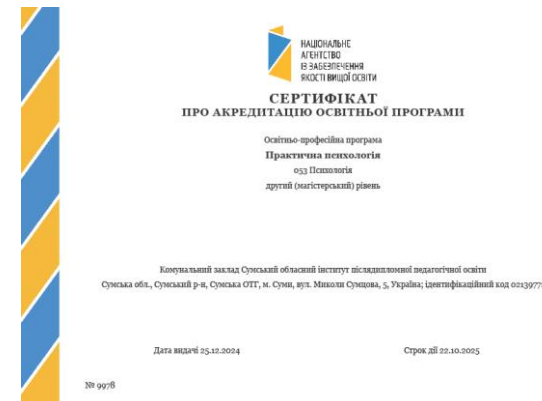 НАЦІОНАЛЬНЕ
АГЕНТСТВО
ІЗ ЗАБЕЗПЕЧЕННЯ
ЯКОСТІ ВИЩОЇ ОСВІТИ
СЕРТИФІКАТ
ПРО АКРЕДИТАЦІЮ ОСВІТНЬОЇ ПРОГРАМИ
Освітньо-професійна програма
Практична психологія
053 Психологія
другий (магістерський) рівень
Комунальний заклад Сумський обласний інститут післядипломної педагогічної освіти
Сумська обл., Сумський р-н, Сумська ОТГ, м. Суми, вул. Миколи Сумцова, 5, Україна; ідентифікаційний код
Дата видачі 25.12.2024 Строк дії 22.10.2025
№ 9978